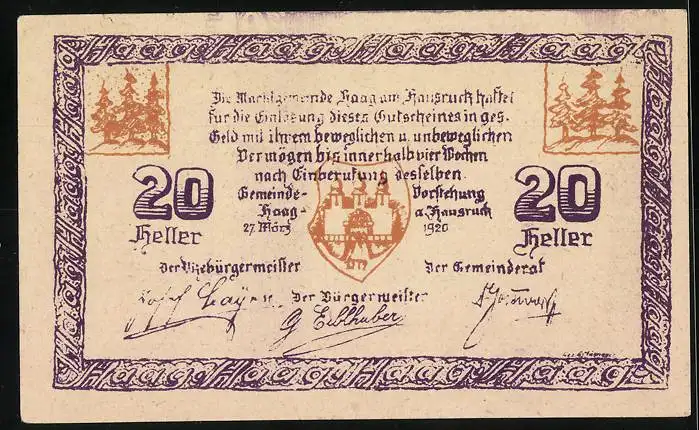 Die Marktgemeinde Haag am Hausruck haftet
für die Einlösung dieses Gutscheines in ges.
Geld mit ihrem beweglichen u. unbeweglichen
Vermögen bis innerhalb vier Wochen
nach Einberufung desselben.
Gemeinde- Vorstehung
Haag- a. Hausruck
27. März 1920
20 20
Heller Heller
Der Vizebürgermeister Der Gemeinderat
Der Bürgermeister
G Eiblhuber